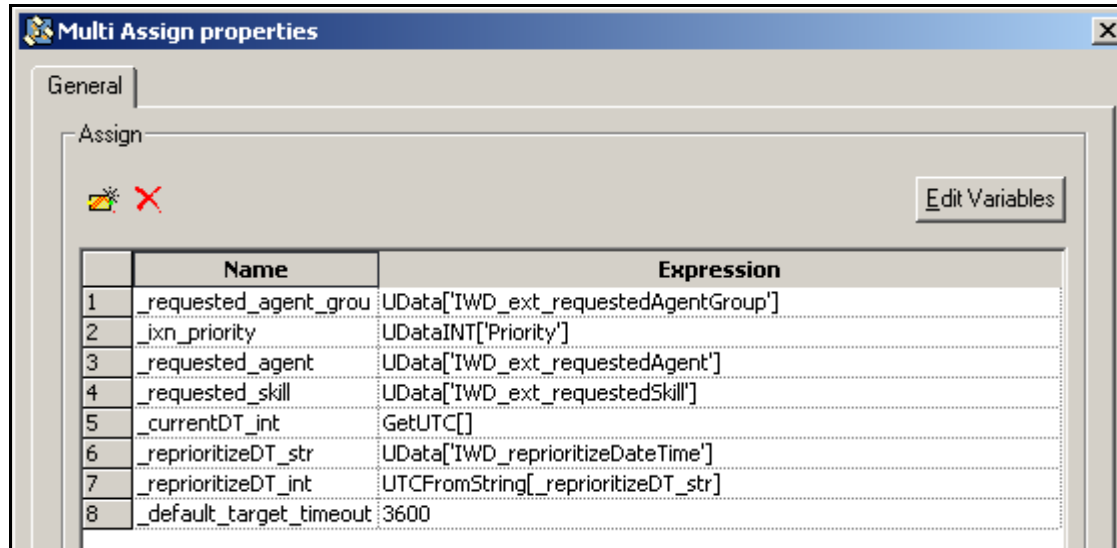 Multi Assign properties
General
Assign
Edit Variables
Name Expression
1 _requested_agent_grou UData['IWD_ext_requestedAgentGroup']
2 _ixn_priority UDataINT['Priority']
3 _requested_agent UData['IWD_ext_requestedAgent']
4 _requested_skill UData['IWD_ext_requestedSkill']
5 _currentDT_int GetUTC[]
6 _reprioritizeDT_str UData['IWD_reprioritizeDateTime']
7 _reprioritizeDT_int UTCFromString[_reprioritizeDT_str]
8 _default_target_timeout 3600